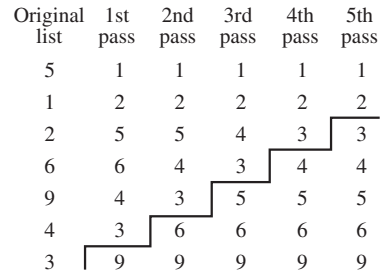 Original 1st 2nd 3rd 4th 5th
list pass pass pass pass pass
5 1 1 1 1 1
1 2 2 2 2 2
2 5 5 4 3 3
6 6 4 3 4 4
9 4 3 5 5 5
4 3 6 6 6 6
3 9 9 9 9 9